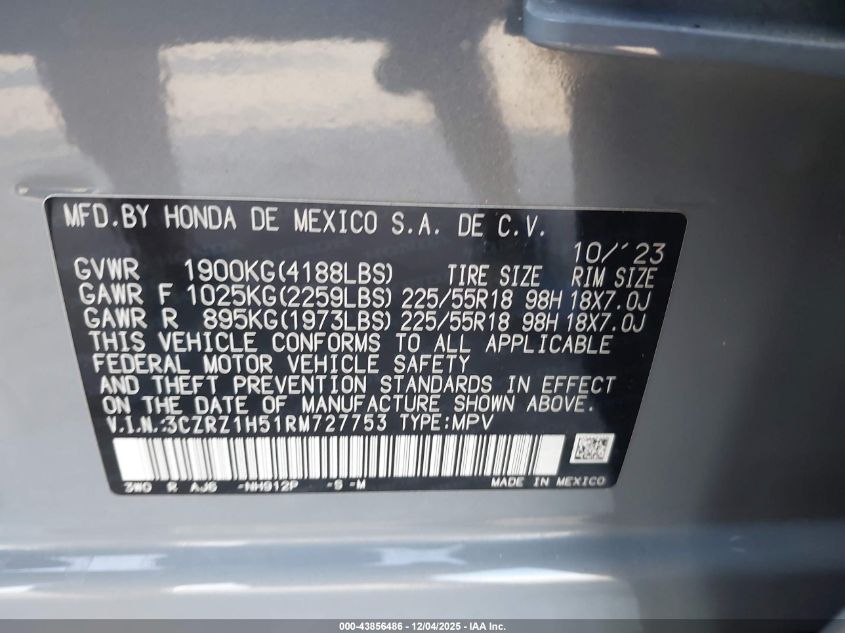 MFD.BY HONDA DE MEXICO S.A. DE C.V.
10/'23
GVWR 1900KG(4188LBS) TIRE SIZE RIM SIZE
GAWR F 1025KG(2259LBS) 225/55R18 98H 18X7.0J
GAWR R 895KG(1973LBS) 225/55R18 98H 18X7.0J
THIS VEHICLE CONFORMS TO ALL APPLICABLE
FEDERAL MOTOR VEHICLE SAFETY
AND THEFT PREVENTION STANDARDS IN EFFECT
ON THE DATE OF MANUFACTURE SHOWN ABOVE.
V.I.N.:3CZRZ1H51RM727753 TYPE:MPV
3W0 R AJ6 -NH912P -S -M MADE IN MEXICO
000-43856486 - 12/04/2025 - IAA Inc.